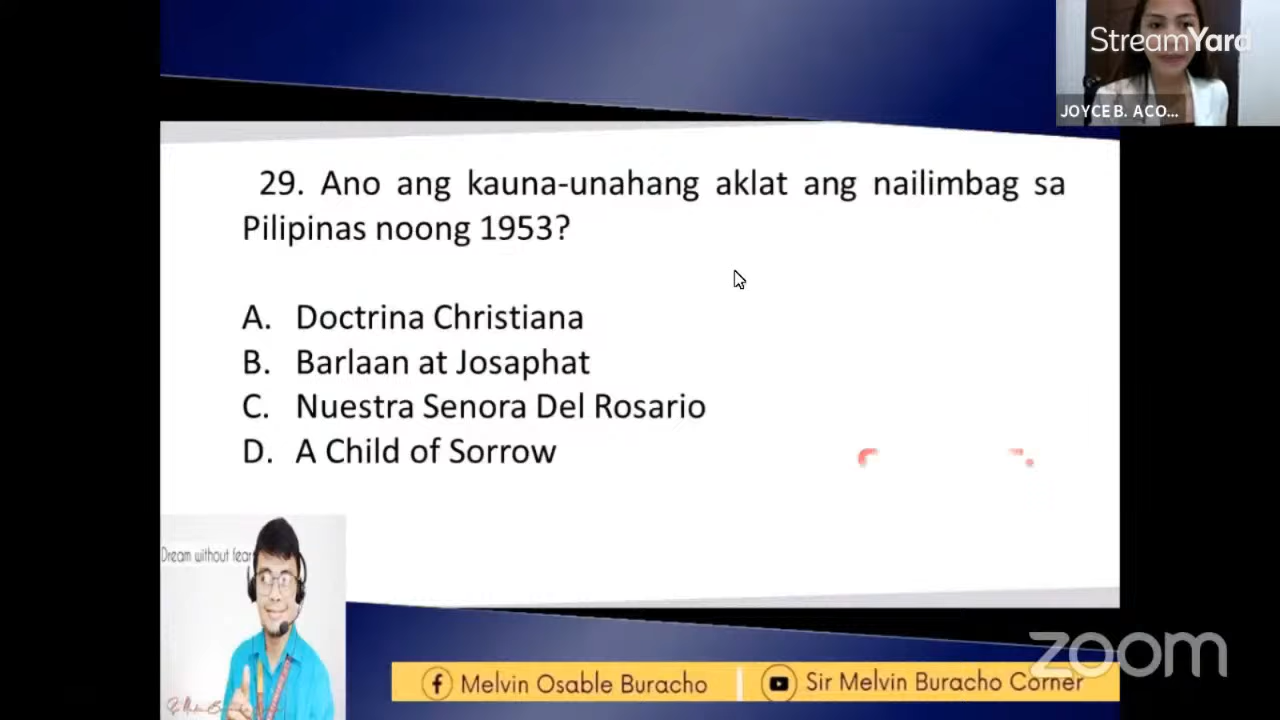 StreamYard
JOYCE B. ACO...
29. Ano ang kauna-unahang aklat ang nailimbag sa
Pilipinas noong 1953?
A. Doctrina Christiana
B. Barlaan at Josaphat
C. Nuestra Senora Del Rosario
D. A Child of Sorrow
Dream without fear
zoom
Melvin Osable Buracho
Sir Melvin Buracho Corner